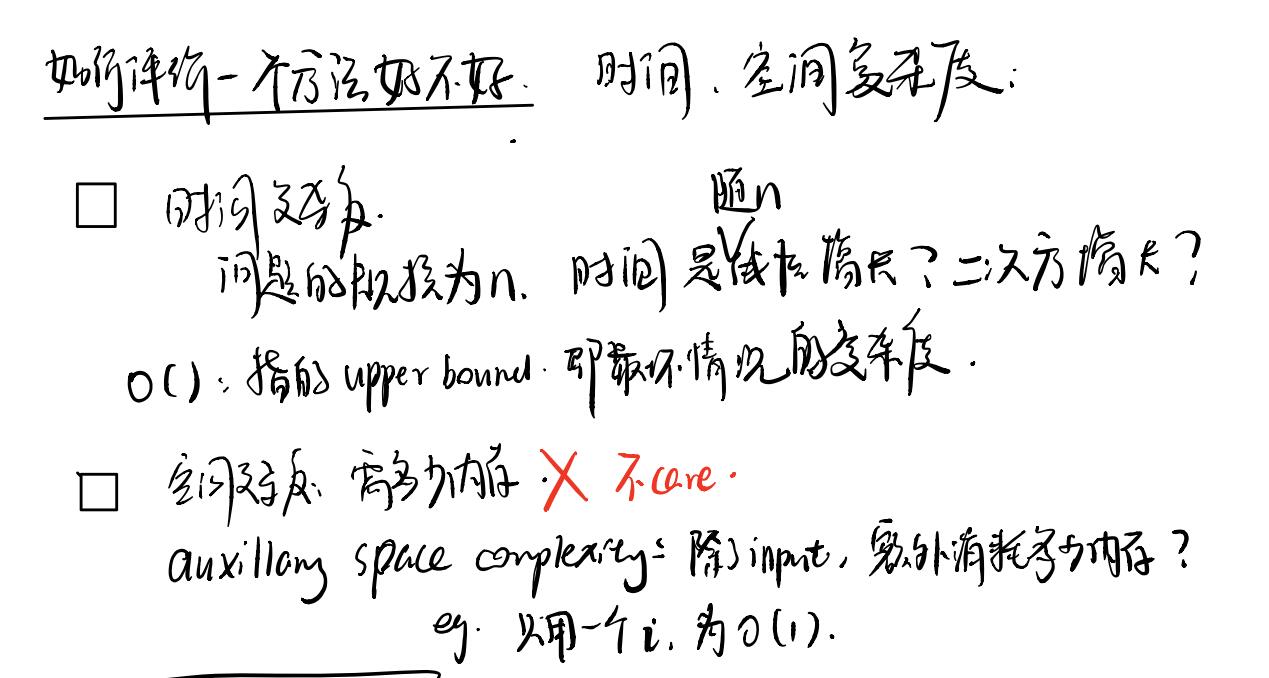 如何评价一个方法好不好. 时间、空间复杂度:
时间复杂度.
随n
问题的规模为n. 时间是线性增长?二次方增长?
O():指的 upper bound. 即最坏情况的复杂度.
空间复杂度: 需多少内存. X 不care.
auxillary space complexity: 除了input, 额外消耗多少内存?
eg. 只用一个i, 为O(1).